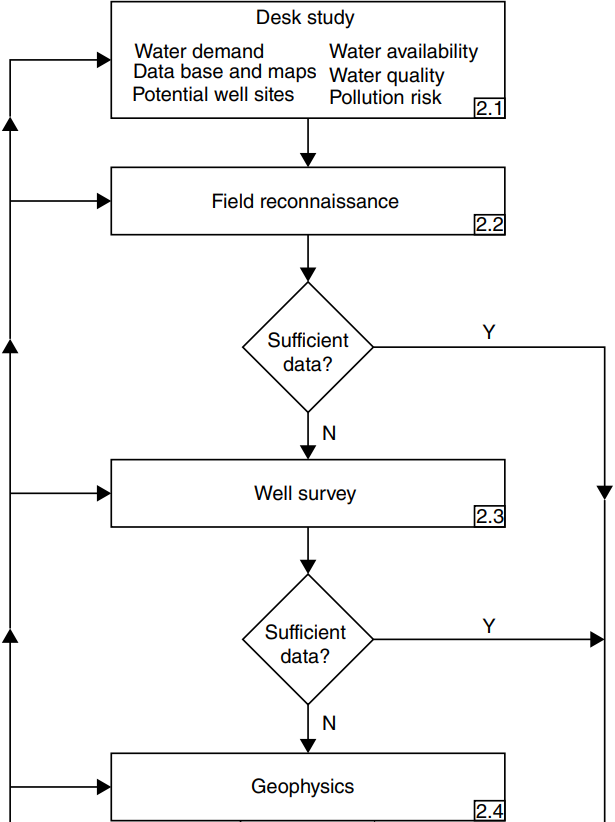 Desk study
Water demand
Data base and maps
Potential well sites
Water availability
Water quality
Pollution risk
2.1
Field reconnaissance
2.2
Sufficient
data?
Y
N
Well survey
2.3
Sufficient
data?
Y
N
Geophysics
2.4